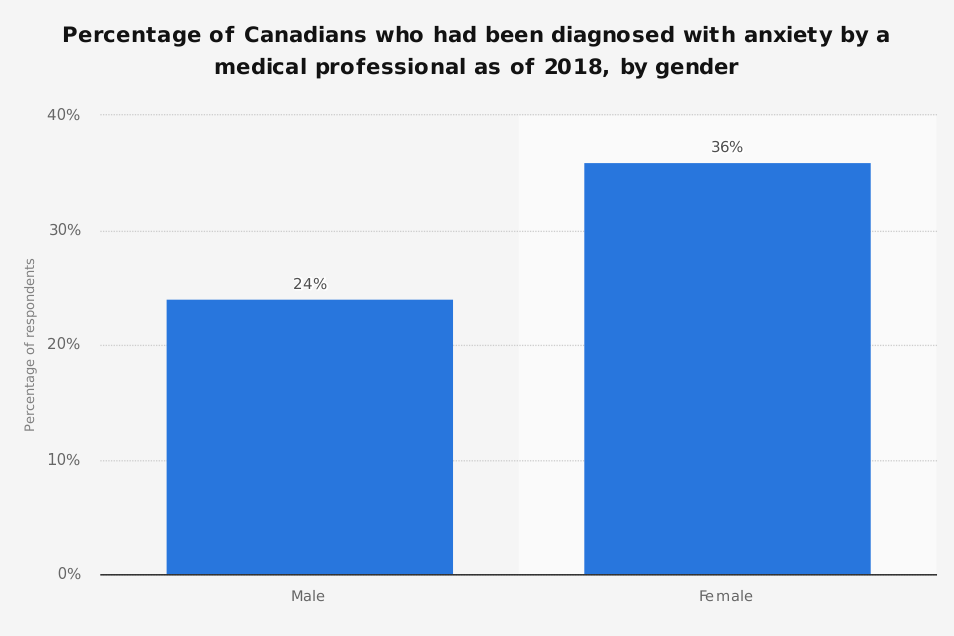 Percentage of Canadians who had been diagnosed with anxiety by a
medical professional as of 2018, by gender
Percentage of respondents
40%
30%
20%
10%
0%
24%
36%
Male
Female